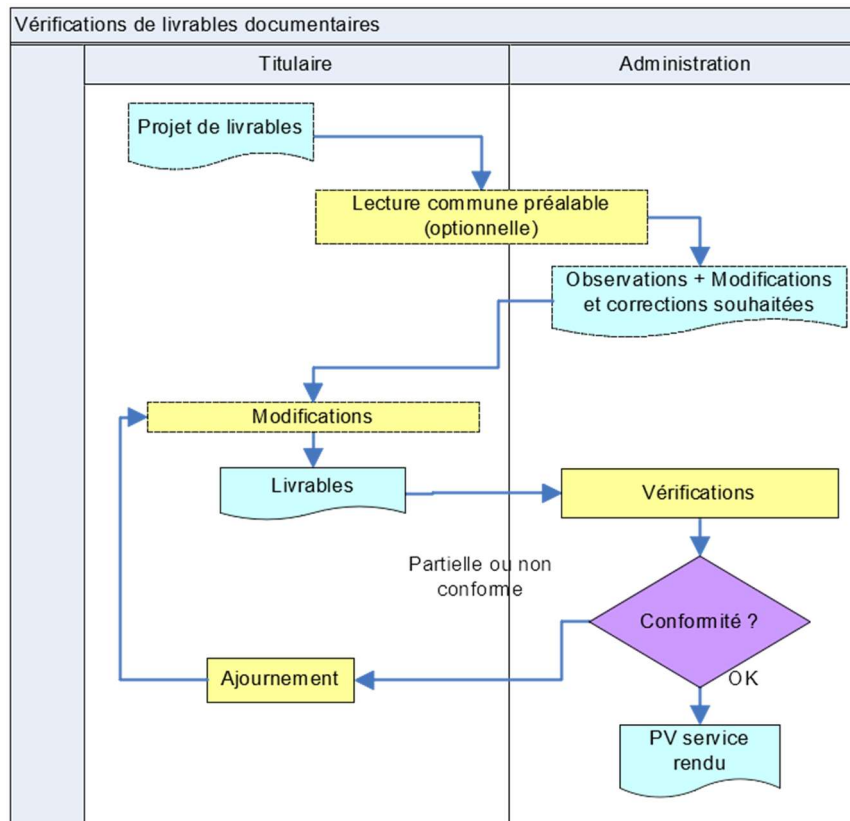 Vérifications de livrables documentaires
Titulaire
Administration
Projet de livrables
Lecture commune préalable
(optionnelle)
Observations + Modifications
et corrections souhaitées
Modifications
Livrables
Vérifications
Partielle ou non
conforme
Conformité ?
Ajournement
OK
PV service
rendu